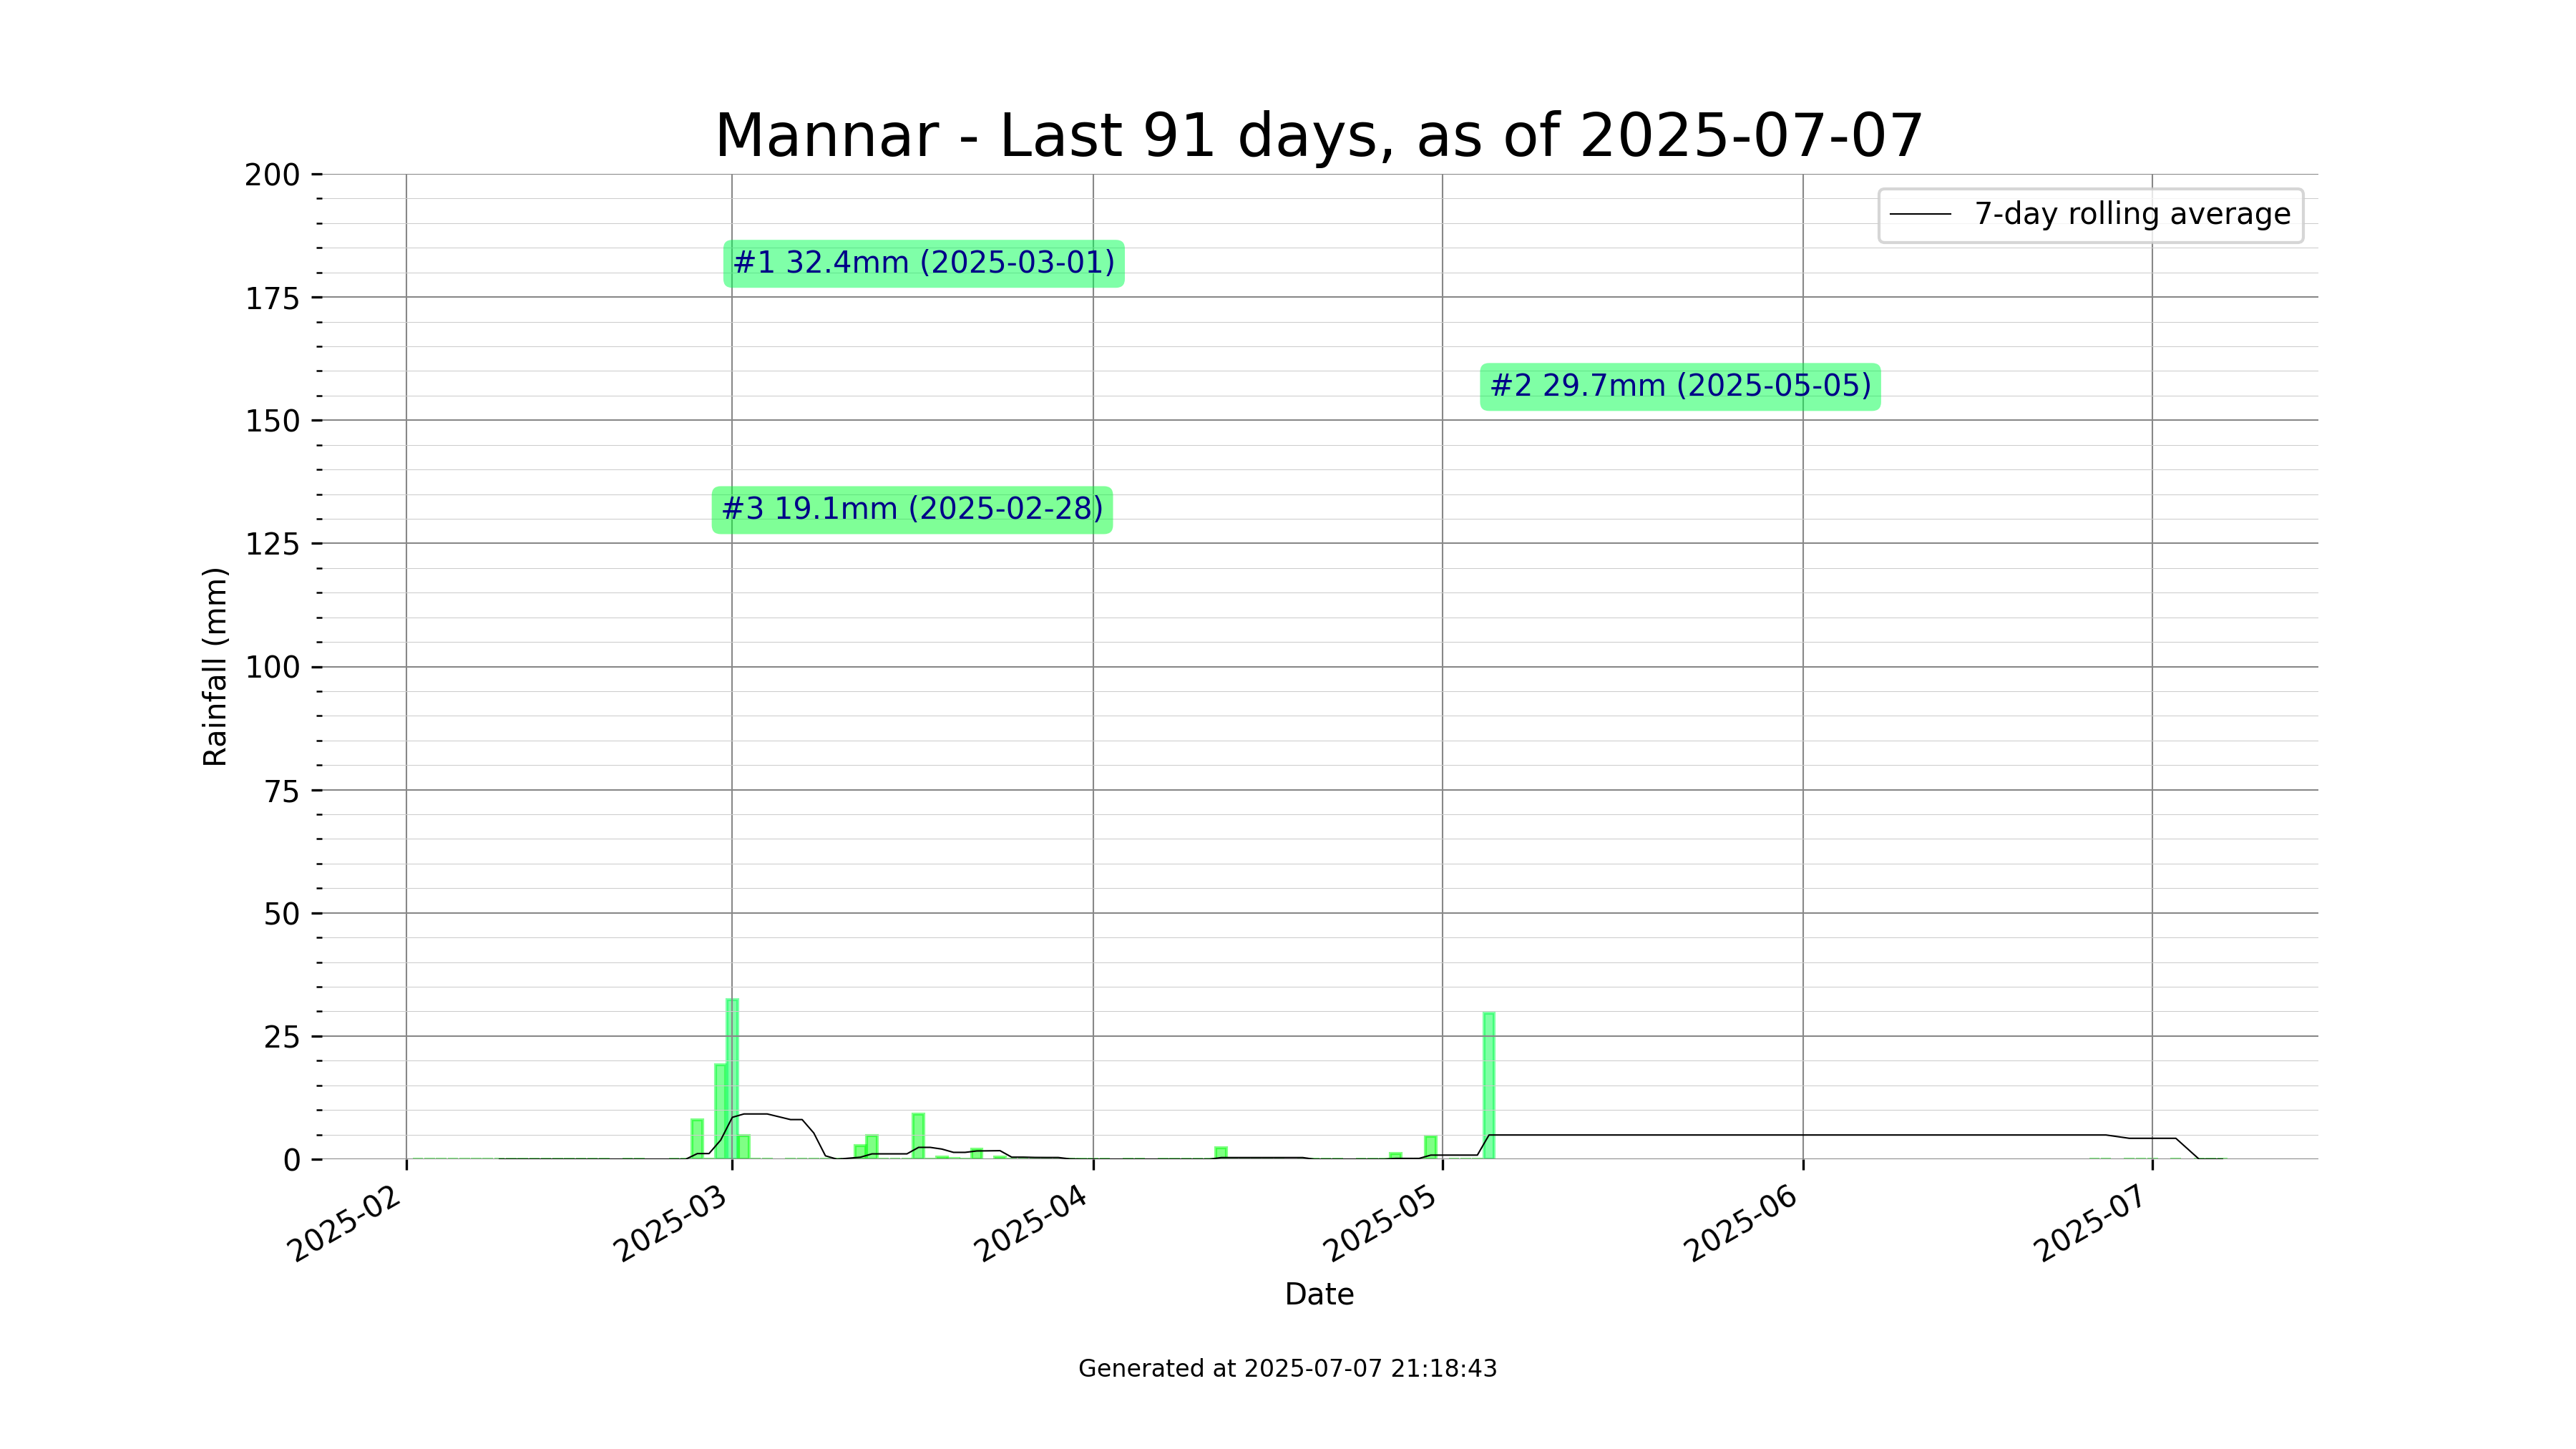 Mannar - Last 91 days, as of 2025-07-07
200
175
150
125
100
75
50
25
0
Rainfall (mm)
7-day rolling average
#1 32.4mm (2025-03-01)
#2 29.7mm (2025-05-05)
#3 19.1mm (2025-02-28)
2025-02
2025-03
2025-04
2025-05
2025-06
2025-07
Date
Generated at 2025-07-07 21:18:43